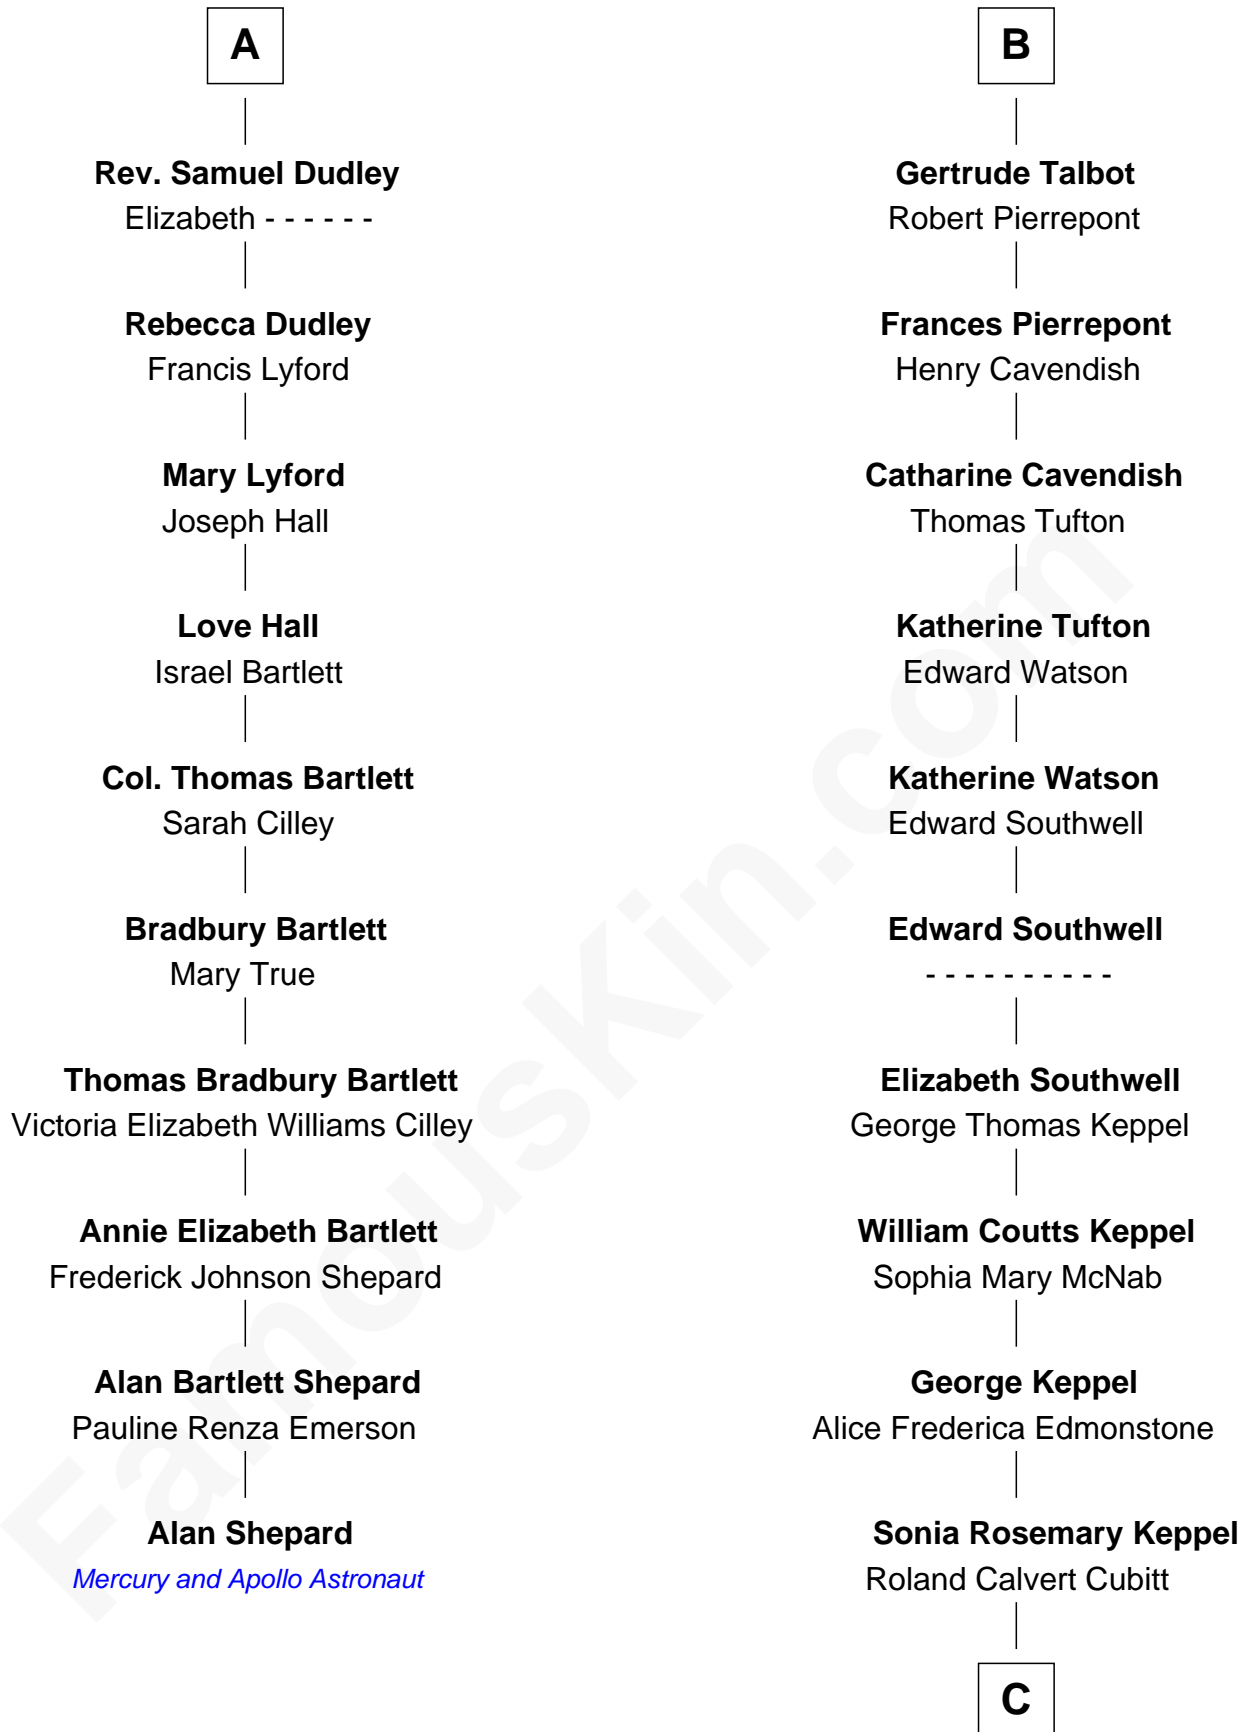 A
Rev. Samuel Dudley
Elizabeth - - - - - -
Rebecca Dudley
Francis Lyford
Mary Lyford
Joseph Hall
Love Hall
Israel Bartlett
Col. Thomas Bartlett
Sarah Cilley
Bradbury Bartlett
Mary True
Thomas Bradbury Bartlett
Victoria Elizabeth Williams Cilley
Annie Elizabeth Bartlett
Frederick Johnson Shepard
Alan Bartlett Shepard
Pauline Renza Emerson
Alan Shepard
Mercury and Apollo Astronaut
B
Gertrude Talbot
Robert Pierrepont
Frances Pierrepont
Henry Cavendish
Catharine Cavendish
Thomas Tufton
Katherine Tufton
Edward Watson
Katherine Watson
Edward Southwell
Edward Southwell
- - - - - - - - - -
Elizabeth Southwell
George Thomas Keppel
William Coutts Keppel
Sophia Mary McNab
George Keppel
Alice Frederica Edmonstone
Sonia Rosemary Keppel
Roland Calvert Cubitt
C
FamousKin.com